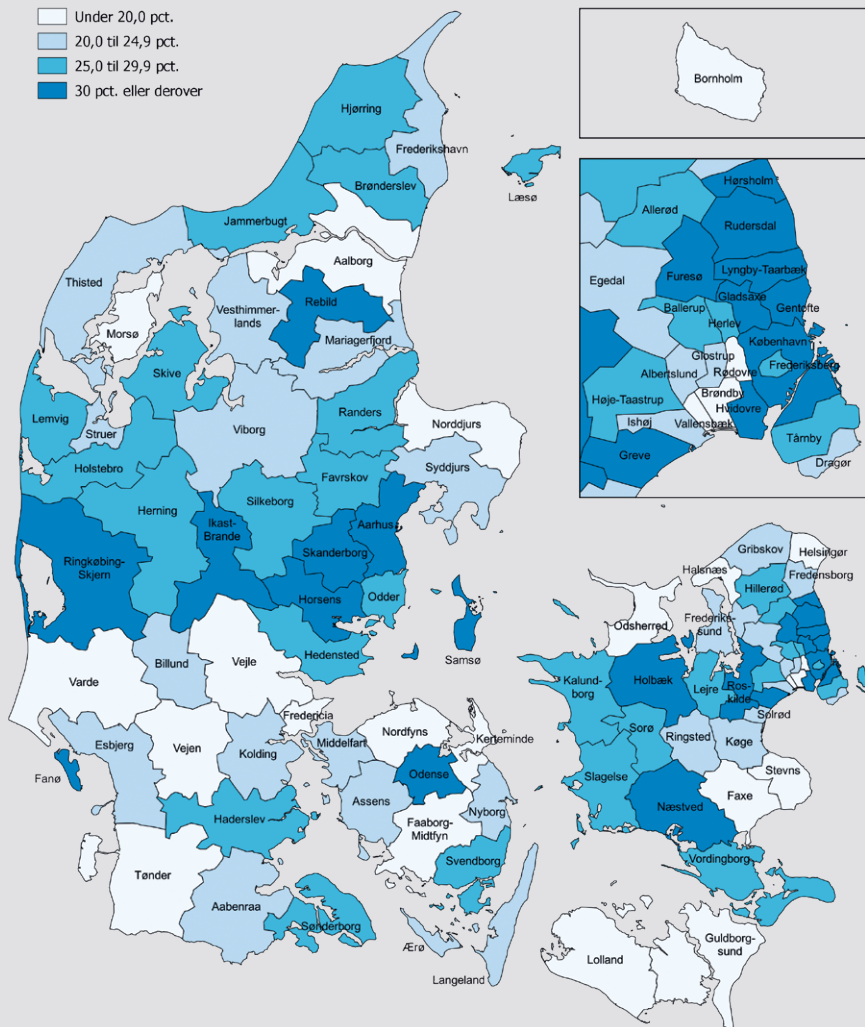 Under 20,0 pct.
20,0 til 24,9 pct.
25,0 til 29,9 pct.
30 pct. eller derover
Bornholm
Hjørring
Frederikshavn
Brønderslev
Læsø
Jammerbugt
Aalborg
Thisted
Vesthimmer-
lands
Rebild
Morsø
Mariagerfjord
Skive
Lemvig
Struer
Viborg
Randers
Norddjurs
Syddjurs
Holstebro
Favrskov
Herning
Silkeborg
Ikast-
Brande
Aarhus
Skanderborg
Ringkøbing-
Skjern
Horsens
Odder
Hedensted
Samsø
Varde
Billund
Vejle
Fredericia
Esbjerg
Vejen
Kolding
Fanø
Haderslev
Tønder
Aabenraa
Sønderborg
Middelfart
Nordfyns
Kerteminde
Odense
Assens
Nyborg
Faaborg-
Midtfyn
Svendborg
Ærø
Langeland
Hørsholm
Allerød
Rudersdal
Egedal
Furesø
Lyngby-Taarbæk
Gladsaxe
Ballerup
Gentofte
Herlev
København
Glostrup
Frederiksberg
Rødovre
Albertslund
Brøndby
Høje-Taastrup
Hvidovre
Ishøj
Vallensbæk
Tårnby
Greve
Dragør
Gribskov
Helsingør
Halsnæs
Hillerød
Fredensborg
Odsherred
Frederiks-
sund
Kalund-
borg
Holbæk
Lejre
Ros-
kilde
Solrød
Sorø
Ringsted
Køge
Slagelse
Stevns
Faxe
Næstved
Vordingborg
Guldborg-
sund
Lolland